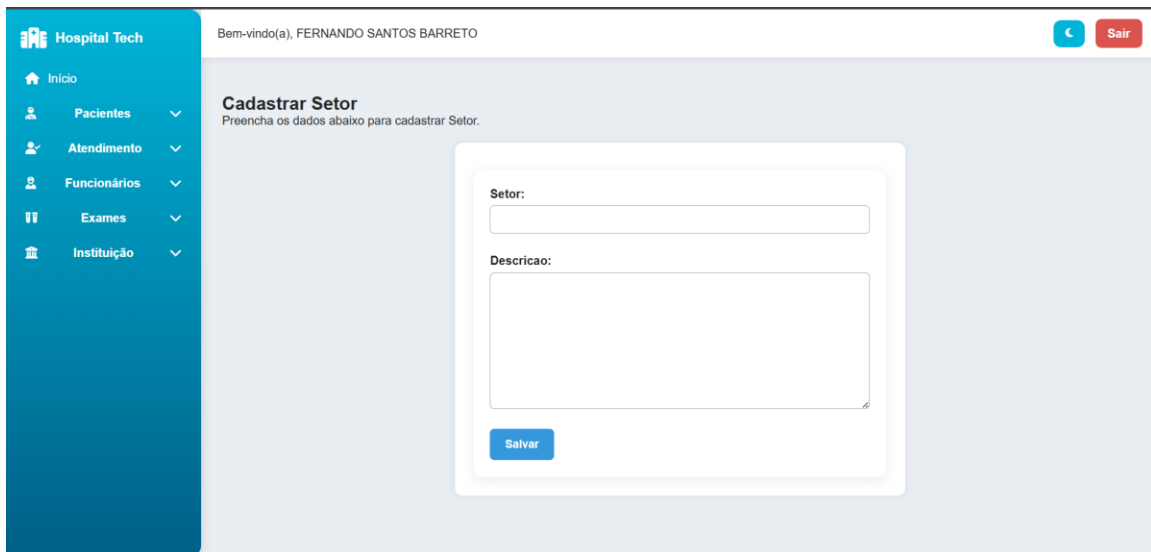 Hospital Tech
Bem-vindo(a), FERNANDO SANTOS BARRETO
Sair
Início
Pacientes
Atendimento
Funcionários
Exames
Instituição
Cadastrar Setor
Preencha os dados abaixo para cadastrar Setor.
Setor:
Descricao:
Salvar